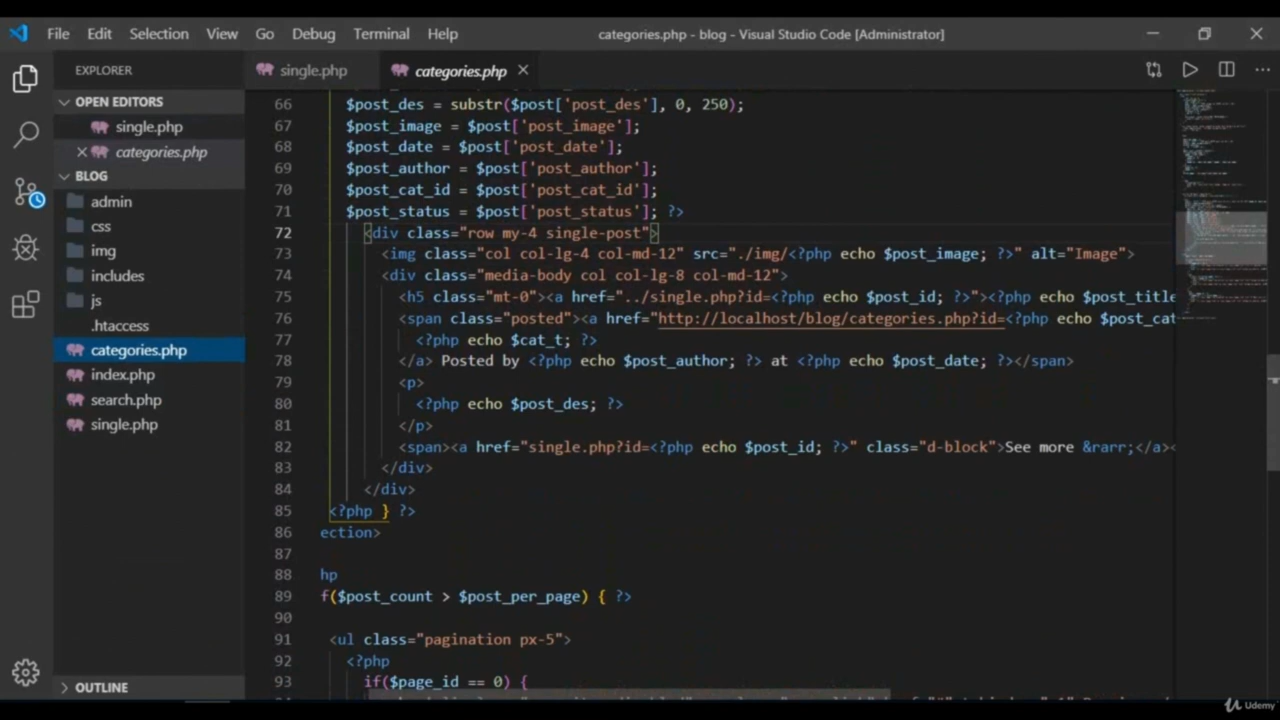 File Edit Selection View Go Debug Terminal Help categories.php - blog - Visual Studio Code [Administrator]
EXPLORER
single.php categories.php
OPEN EDITORS
single.php
categories.php
BLOG
admin
css
img
includes
js
.htaccess
categories.php
index.php
search.php
single.php
OUTLINE
66 $post_des = substr($post['post_des'], 0, 250);
67 $post_image = $post['post_image'];
68 $post_date = $post['post_date'];
69 $post_author = $post['post_author'];
70 $post_cat_id = $post['post_cat_id'];
71 $post_status = $post['post_status']; ?>
72 <div class="row my-4 single-post">
73 <img class="col col-lg-4 col-md-12" src="./img/<?php echo $post_image; ?>" alt="Image">
74 <div class="media-body col col-lg-8 col-md-12">
75 <h5 class="mt-0"><a href="../single.php?id=<?php echo $post_id; ?>"><?php echo $post_title
76 <span class="posted"><a href="http://localhost/blog/categories.php?id=<?php echo $post_cat
77 <?php echo $cat_t; ?>
78 </a> Posted by <?php echo $post_author; ?> at <?php echo $post_date; ?></span>
79 <p>
80 <?php echo $post_des; ?>
81 </p>
82 <span><a href="single.php?id=<?php echo $post_id; ?>" class="d-block">See more &rarr;</a><
83 </div>
84 </div>
85 <?php } ?>
86 ection>
87
88 hp
89 f($post_count > $post_per_page) { ?>
90
91 <ul class="pagination px-5">
92 <?php
93 if($page_id == 0) {
Udemy